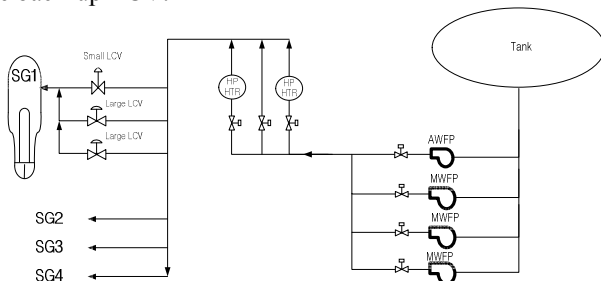 Tank
Small LCV
SG1
Large LCV
Large LCV
HP
HTR
HP
HTR
AWFP
MWFP
MWFP
MWFP
SG2
SG3
SG4